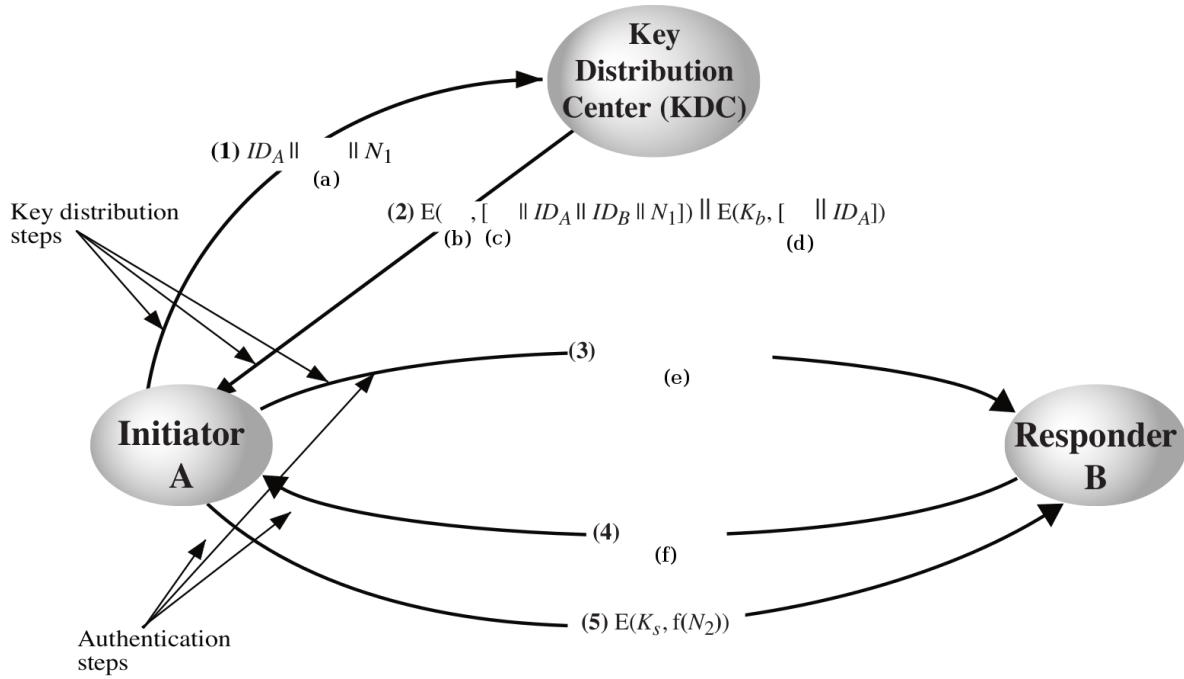 Key
Distribution
Center (KDC)
(1) ID_A || || N_1
(a)
Key distribution
steps
(2) E( , [ || ID_A || ID_B || N_1]) || E(K_b, [ || ID_A])
(b) (c) (d)
(3)
(e)
Initiator
A
Responder
B
(4)
(f)
(5) E(K_s, f(N_2))
Authentication
steps